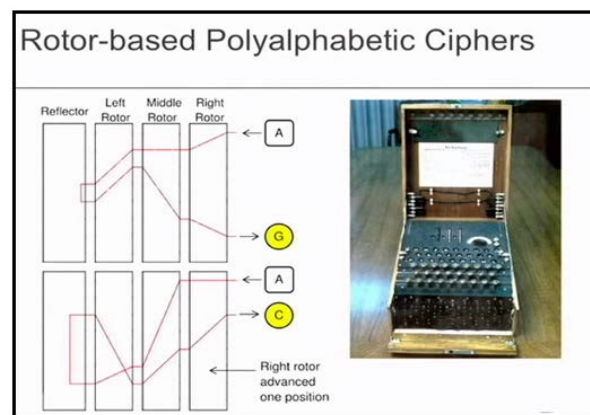 Rotor-based Polyalphabetic Ciphers
Reflector
Left
Rotor
Middle
Rotor
Right
Rotor
A
G
A
C
Right rotor
advanced
one position